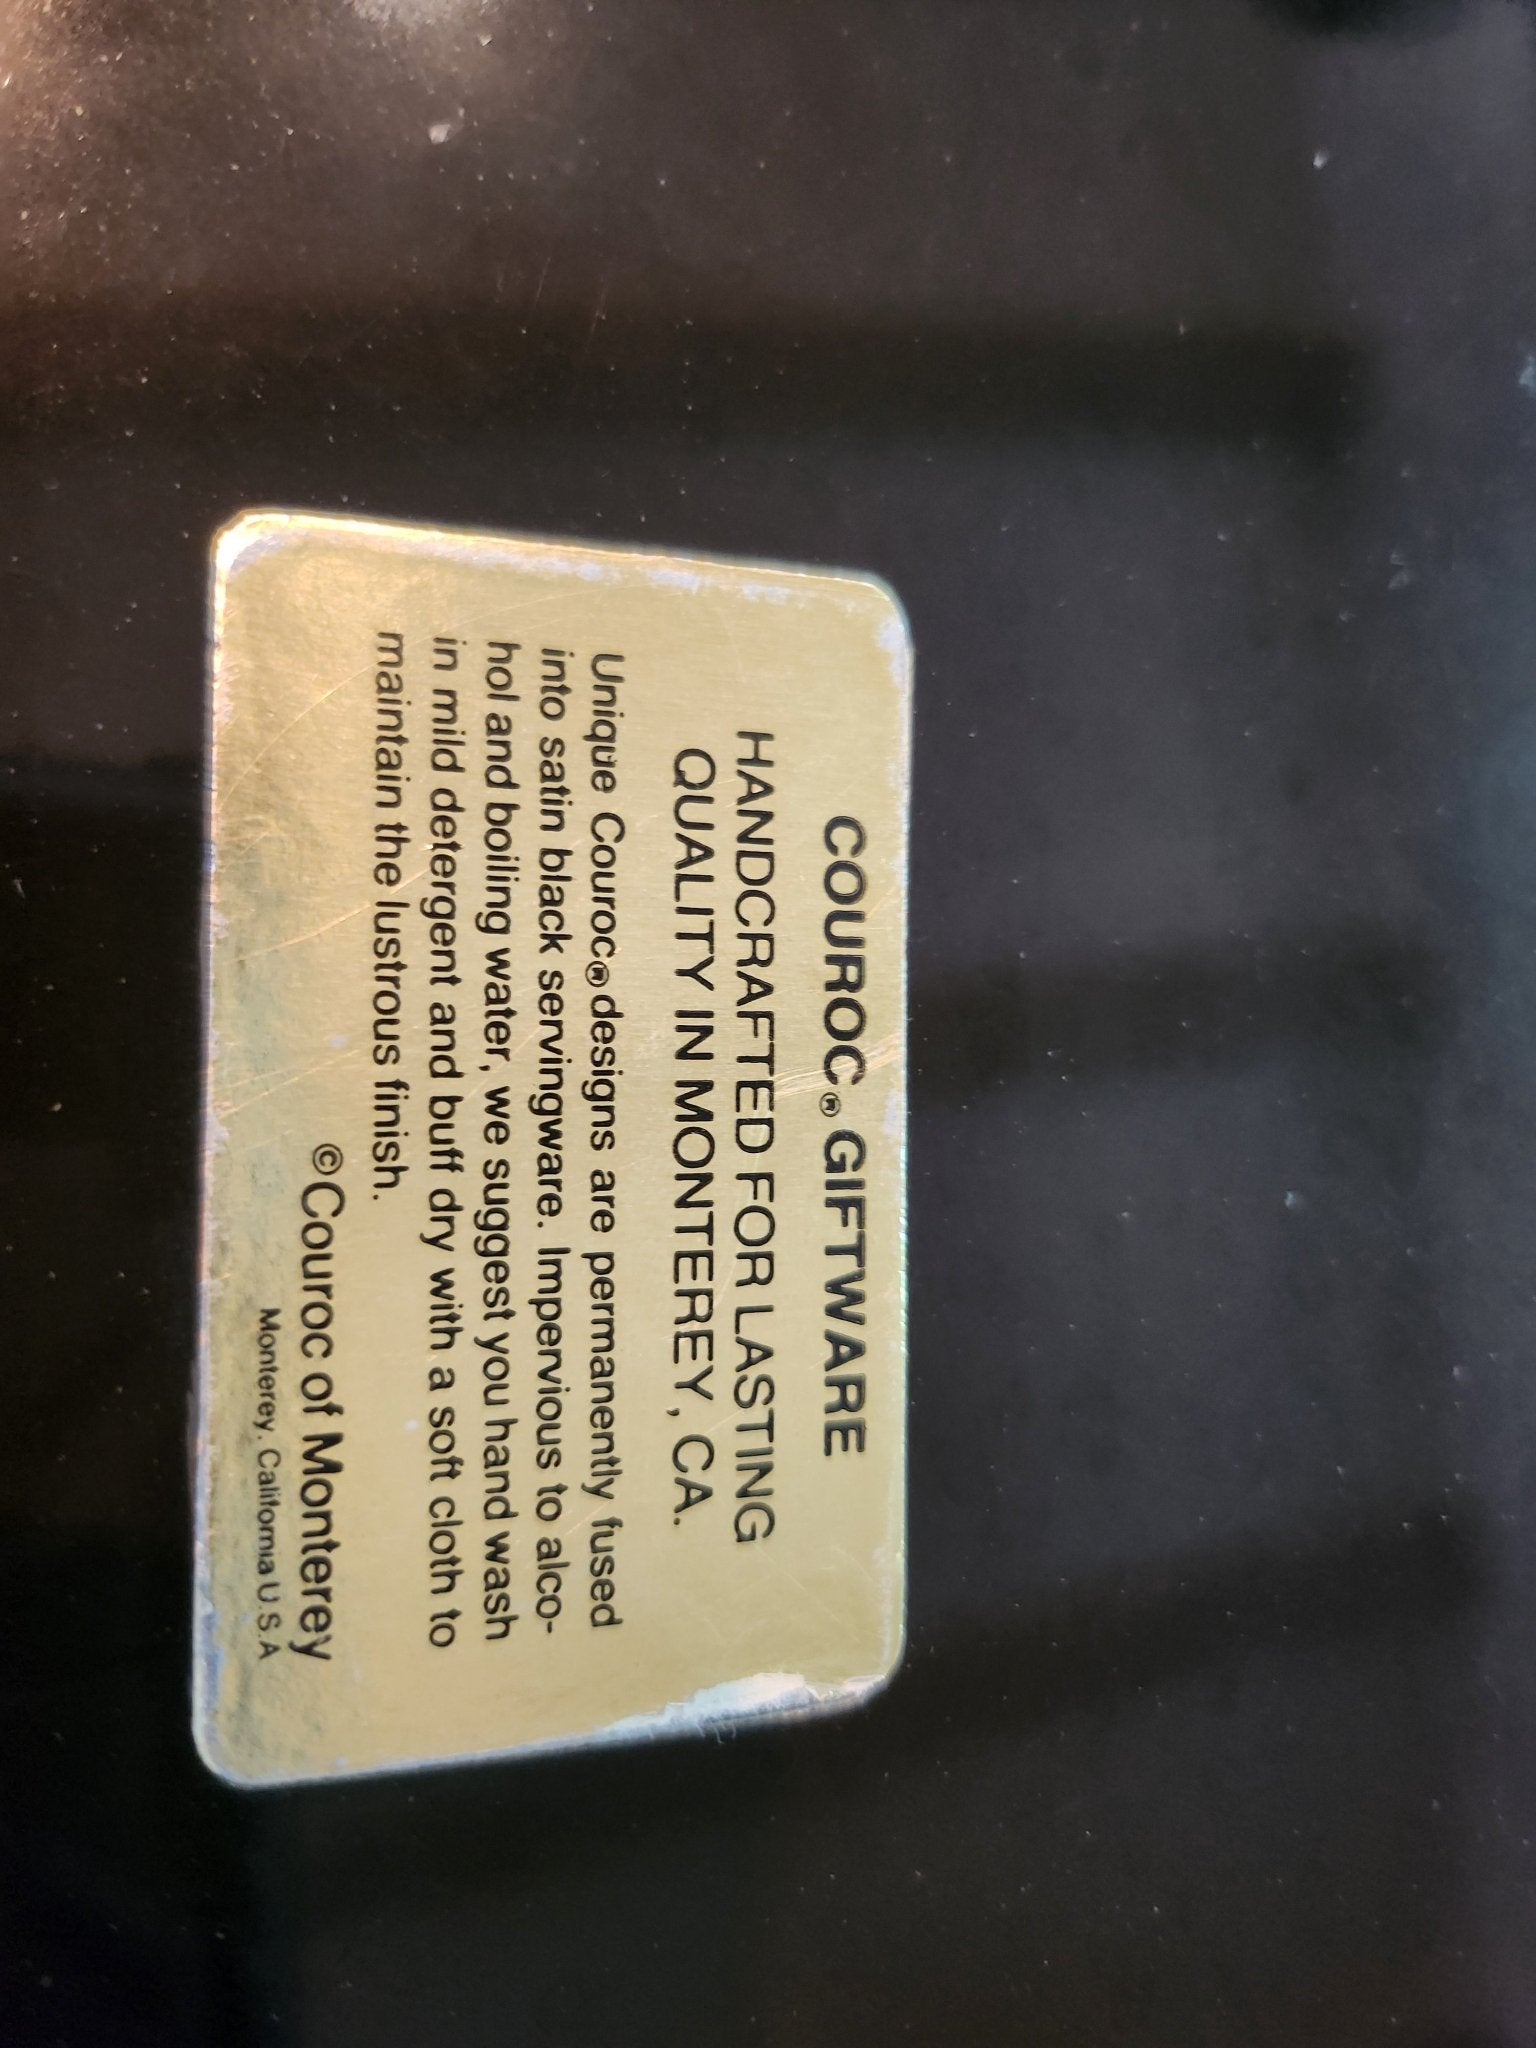 COUROC® GIFTWARE
HANDCRAFTED FOR LASTING
QUALITY IN MONTEREY, CA.
Unique Couroc® designs are permanently fused
into satin black servingware. Impervious to alco-
hol and boiling water, we suggest you hand wash
in mild detergent and buff dry with a soft cloth to
maintain the lustrous finish.
©Couroc of Monterey
Monterey, California U.S.A